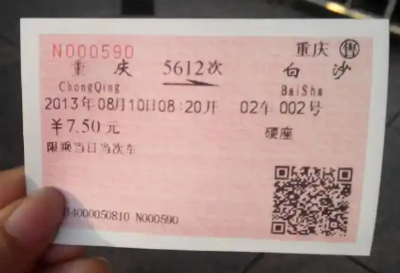 N000590 重庆 售
重庆 5612次 白沙
ChongQing BaiSha
2013年08月10日08:20开 02车 002号
￥7.50元 硬座
限乘当日当次车
4000050810 N000590